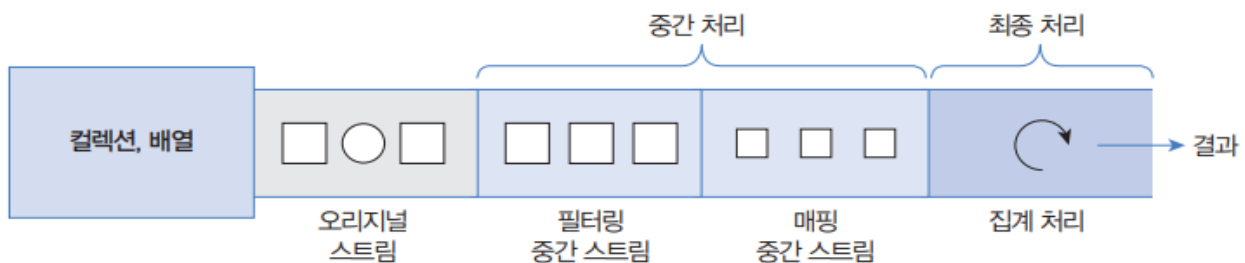 중간 처리
최종 처리
컬렉션, 배열
결과
오리지널
스트림
필터링
중간 스트림
매핑
중간 스트림
집계 처리